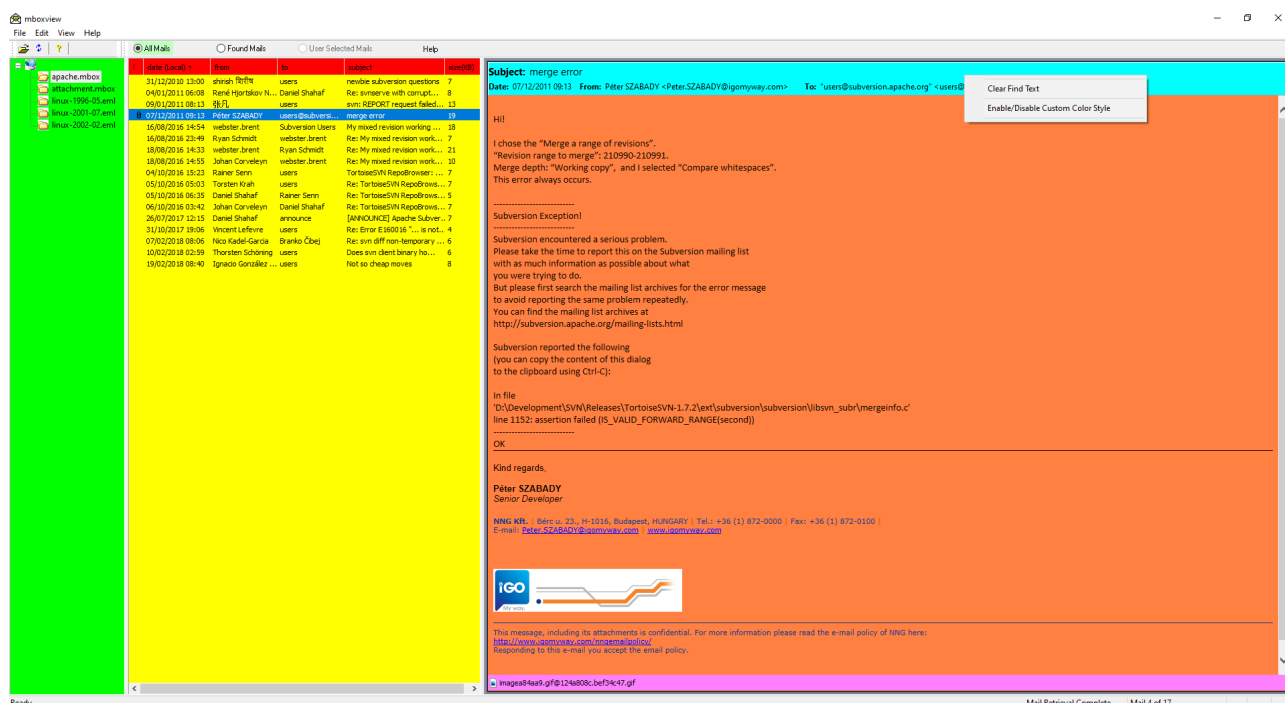 mboxview
File Edit View Help
All Mails Found Mails User Selected Mails Help
apache.mbox
attachment.mbox
linux-1996-05.eml
linux-2001-07.eml
linux-2002-02.eml
! date (Local) from to subject size(KB)
31/12/2010 13:00 shirish शिरीष users newbie subversion questions 7
04/01/2011 06:08 René Hjortskov N... Daniel Shahaf Re: svnserve with corrupt... 8
09/01/2011 08:13 张凡 users svn: REPORT request failed... 13
07/12/2011 09:13 Péter SZABADY users@subversi... merge error 19
16/08/2016 14:54 webster.brent Subversion Users My mixed revision working ... 18
16/08/2016 23:49 Ryan Schmidt webster.brent Re: My mixed revision work... 7
18/08/2016 14:33 webster.brent Ryan Schmidt Re: My mixed revision work... 21
18/08/2016 14:55 Johan Corveleyn webster.brent Re: My mixed revision work... 10
04/10/2016 15:23 Rainer Senn users TortoiseSVN RepoBrowser: ... 7
05/10/2016 05:03 Torsten Krah users Re: TortoiseSVN RepoBrows... 7
05/10/2016 06:35 Daniel Shahaf Rainer Senn Re: TortoiseSVN RepoBrows... 5
06/10/2016 03:42 Johan Corveleyn Daniel Shahaf Re: TortoiseSVN RepoBrows... 7
26/07/2017 12:15 Daniel Shahaf announce [ANNOUNCE] Apache Subver... 7
31/10/2017 19:06 Vincent Lefevre users Re: Error E160016 "... is not... 4
07/02/2018 08:06 Nico Kadel-Garcia Branko Čibej Re: svn diff non-temporary ... 6
10/02/2018 02:59 Thorsten Schöning users Does svn client binary ho... 6
19/02/2018 08:40 Ignacio González ... users Not so cheap moves 8
Subject: merge error
Date: 07/12/2011 09:13 From: Péter SZABADY <Peter.SZABADY@igomyway.com> To: "users@subversion.apache.org" <users@
Clear Find Text
Enable/Disable Custom Color Style
Hi!
I chose the “Merge a range of revisions”.
“Revision range to merge”: 210990-210991.
Merge depth: “Working copy”, and I selected “Compare whitespaces”.
This error always occurs.
---------------------------
Subversion Exception!
---------------------------
Subversion encountered a serious problem.
Please take the time to report this on the Subversion mailing list
with as much information as possible about what
you were trying to do.
But please first search the mailing list archives for the error message
to avoid reporting the same problem repeatedly.
You can find the mailing list archives at
http://subversion.apache.org/mailing-lists.html
Subversion reported the following
(you can copy the content of this dialog
to the clipboard using Ctrl-C):
In file
'D:\Development\SVN\Releases\TortoiseSVN-1.7.2\ext\subversion\subversion\libsvn_subr\mergeinfo.c'
line 1152: assertion failed (IS_VALID_FORWARD_RANGE(second))
---------------------------
OK
Kind regards,
Péter SZABADY
Senior Developer
NNG Kft. | Bérc u. 23., H-1016, Budapest, HUNGARY | Tel.: +36 (1) 872-0000 | Fax: +36 (1) 872-0100 |
E-mail: Peter.SZABADY@igomyway.com | www.igomyway.com
iGO
My way.
This message, including its attachments is confidential. For more information please read the e-mail policy of NNG here:
http://www.igomyway.com/nngemailpolicy/
Responding to this e-mail you accept the email policy.
imagea84aa9.gif@124a808c.bef34c47.gif
Ready Mail Retrieval Complete Mail 4 of 17